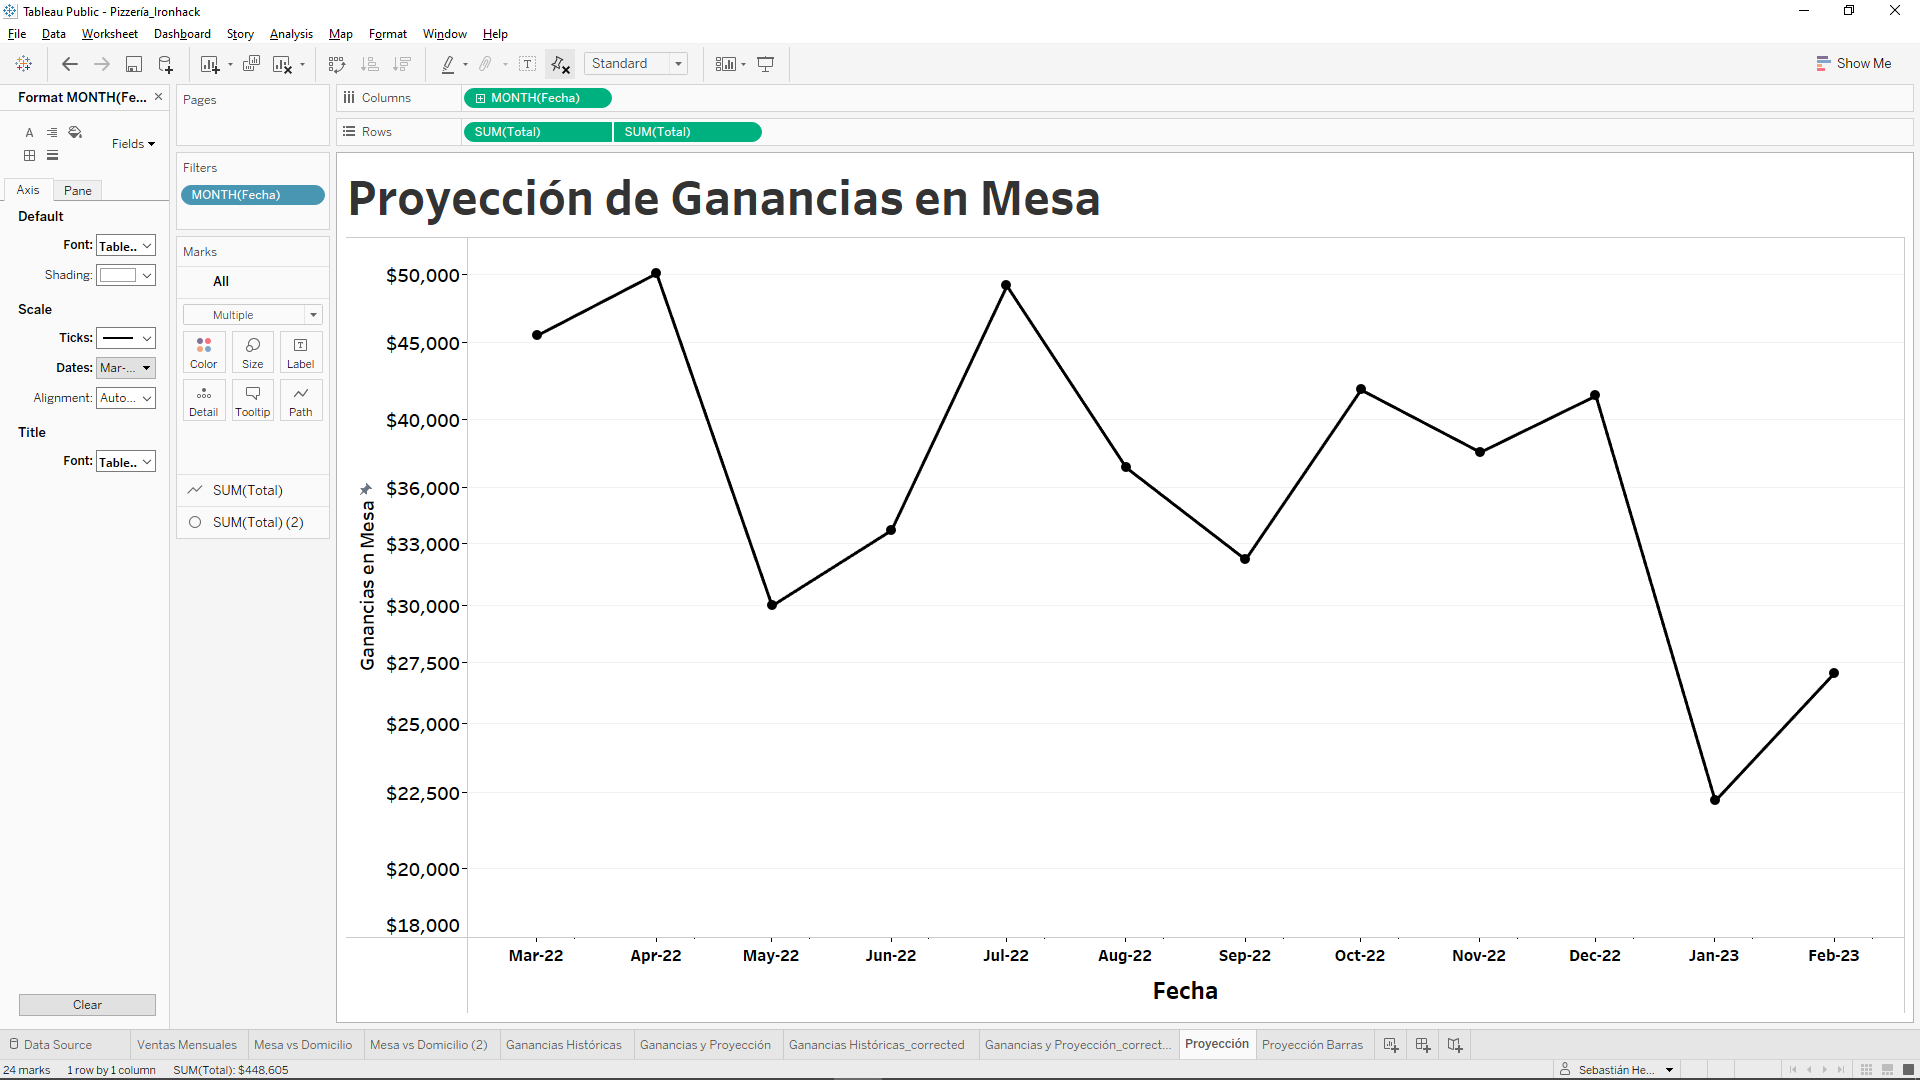 Tableau Public - Pizzería_Ironhack
File Data Worksheet Dashboard Story Analysis Map Format Window Help
Standard
Show Me
Format MONTH(Fe...
Fields
Axis Pane
Default
Font: Table..
Shading:
Scale
Ticks:
Dates: Mar-...
Alignment: Auto...
Title
Font: Table..
Clear
Pages
Filters
MONTH(Fecha)
Marks
All
Multiple
Color Size Label
Detail Tooltip Path
SUM(Total)
SUM(Total) (2)
Columns MONTH(Fecha)
Rows SUM(Total) SUM(Total)
Proyección de Ganancias en Mesa
Ganancias en Mesa
$50,000
$45,000
$40,000
$36,000
$33,000
$30,000
$27,500
$25,000
$22,500
$20,000
$18,000
Mar-22 Apr-22 May-22 Jun-22 Jul-22 Aug-22 Sep-22 Oct-22 Nov-22 Dec-22 Jan-23 Feb-23
Fecha
Data Source Ventas Mensuales Mesa vs Domicilio Mesa vs Domicilio (2) Ganancias Históricas Ganancias y Proyección Ganancias Históricas_corrected Ganancias y Proyección_correct... Proyección Proyección Barras
24 marks 1 row by 1 column SUM(Total): $448,605 Sebastián He...